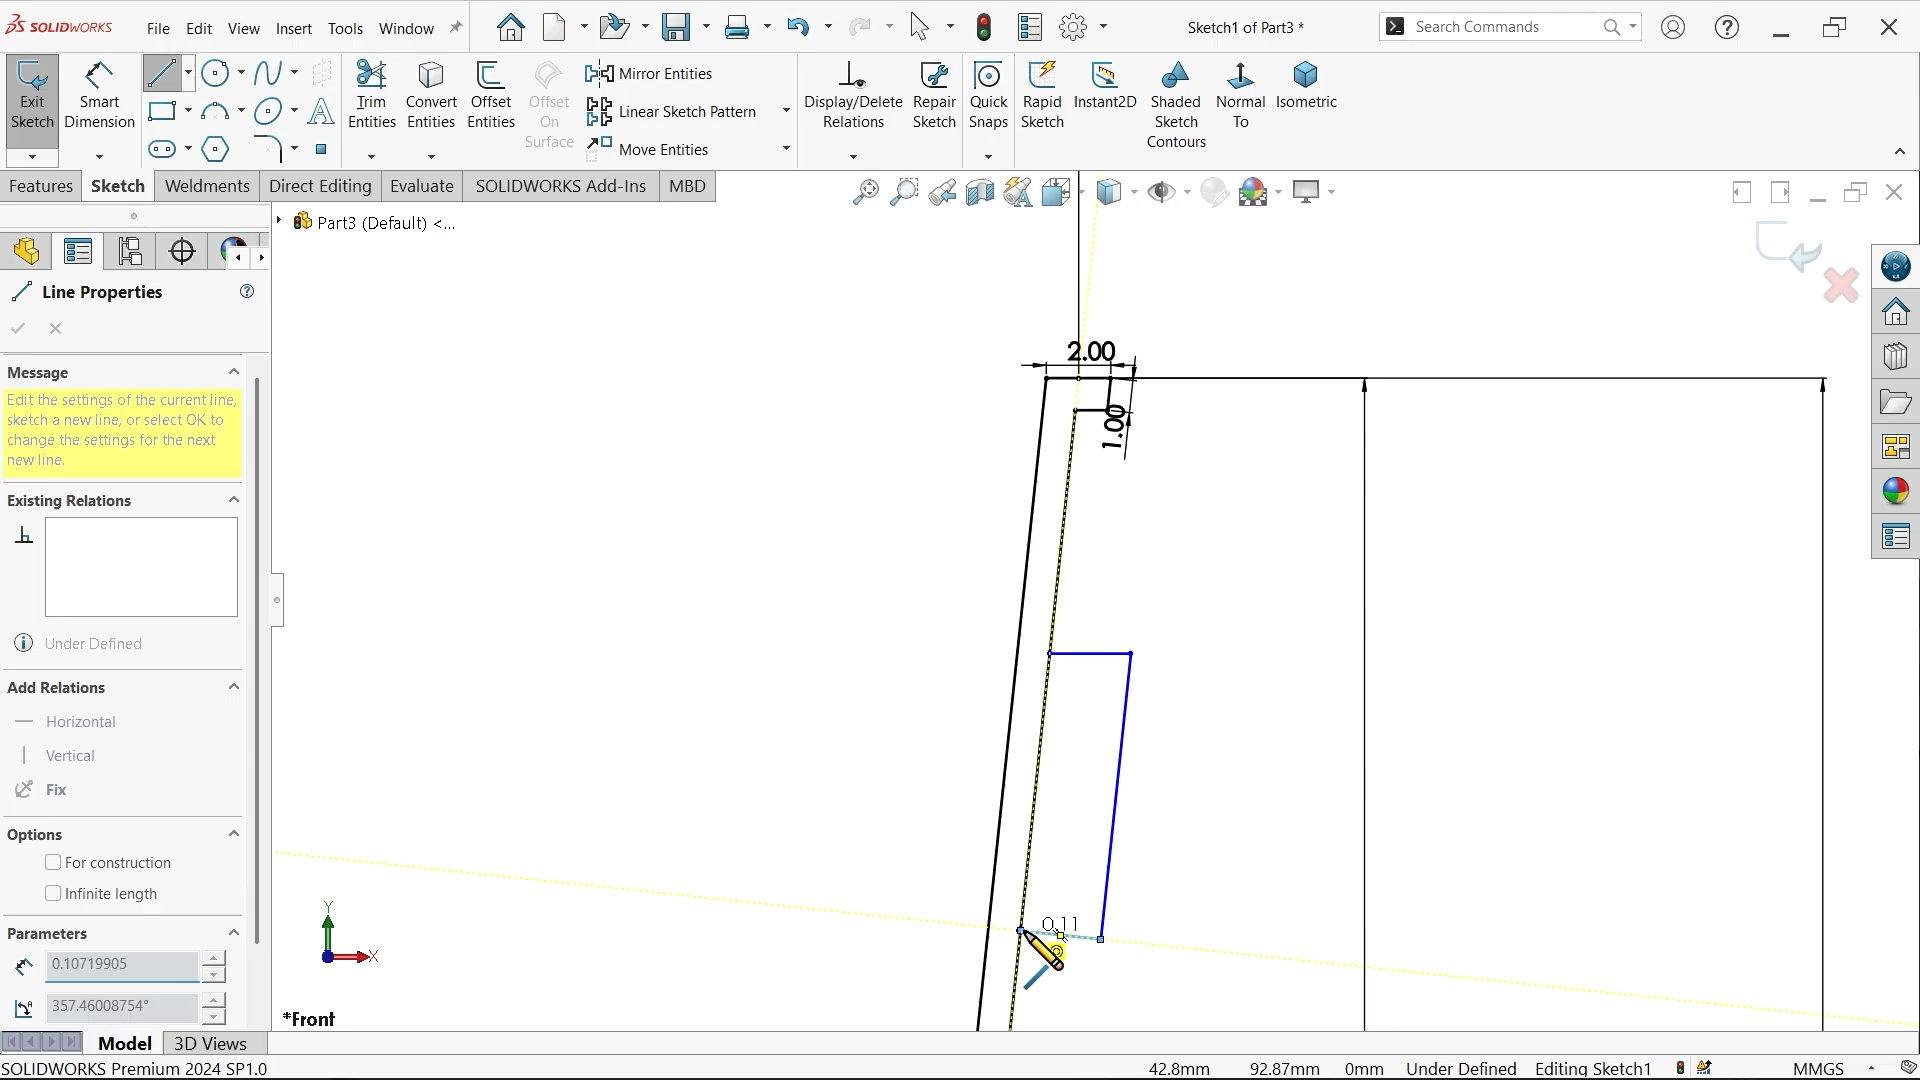 SOLIDWORKS
File Edit View Insert Tools Window
Sketch1 of Part3 *
Search Commands
Exit Sketch
Smart Dimension
Trim Entities
Convert Entities
Offset Entities
Offset On Surface
Mirror Entities
Linear Sketch Pattern
Move Entities
Display/Delete Relations
Repair Sketch
Quick Snaps
Rapid Sketch
Instant2D
Shaded Sketch Contours
Normal To
Isometric
Features Sketch Weldments Direct Editing Evaluate SOLIDWORKS Add-Ins MBD
Part3 (Default) <...
Line Properties
Message
Edit the settings of the current line,
sketch a new line, or select OK to
change the settings for the next
new line.
Existing Relations
Under Defined
Add Relations
Horizontal
Vertical
Fix
Options
For construction
Infinite length
Parameters
0.10719905
357.46008754°
2.00
1.00
0.11
Y
X
*Front
Model 3D Views
SOLIDWORKS Premium 2024 SP1.0
42.8mm 92.87mm 0mm Under Defined Editing Sketch1 MMGS